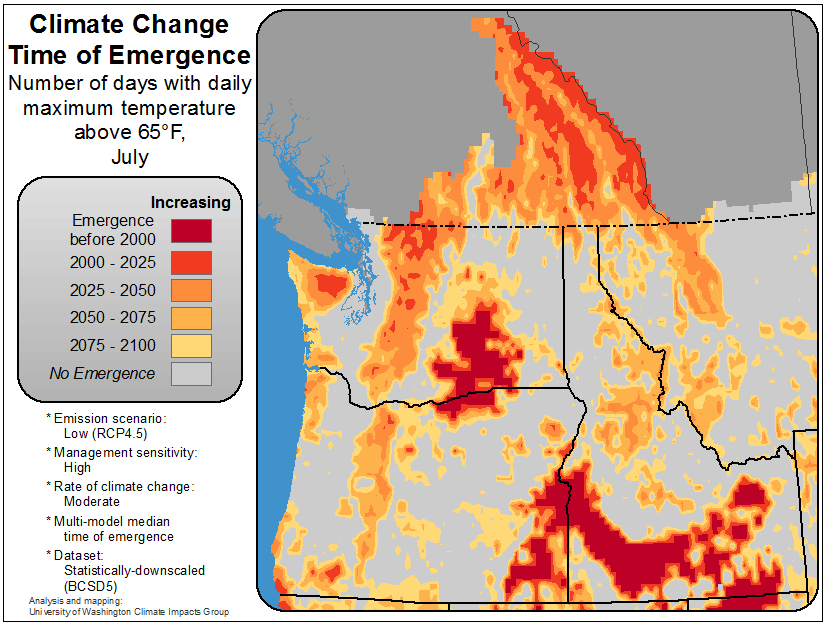 Climate Change
Time of Emergence
Number of days with daily
maximum temperature
above 65°F,
July
Increasing
Emergence
before 2000
2000 - 2025
2025 - 2050
2050 - 2075
2075 - 2100
No Emergence
* Emission scenario:
Low (RCP4.5)
* Management sensitivity:
High
* Rate of climate change:
Moderate
* Multi-model median
time of emergence
* Dataset:
Statistically-downscaled
(BCSD5)
Analysis and mapping:
University of Washington Climate Impacts Group